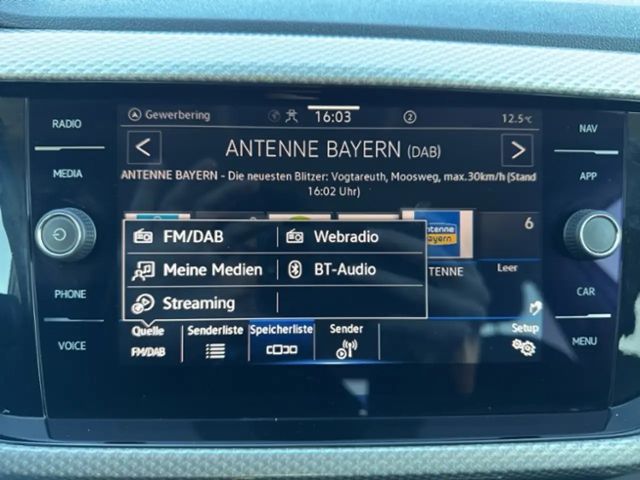 RADIO
MEDIA
PHONE
VOICE
Gewerbering
16:03
2
12.5°C
ANTENNE BAYERN (DAB)
ANTENNE BAYERN - Die neuesten Blitzer: Vogtareuth, Moosweg, max.30km/h (Stand
16:02 Uhr)
FM/DAB
Webradio
Meine Medien
BT-Audio
Streaming
antenne
bayern
TENNE
6
Leer
Quelle
FM/DAB
Senderliste
Speicherliste
Sender
Setup
NAV
APP
CAR
MENU